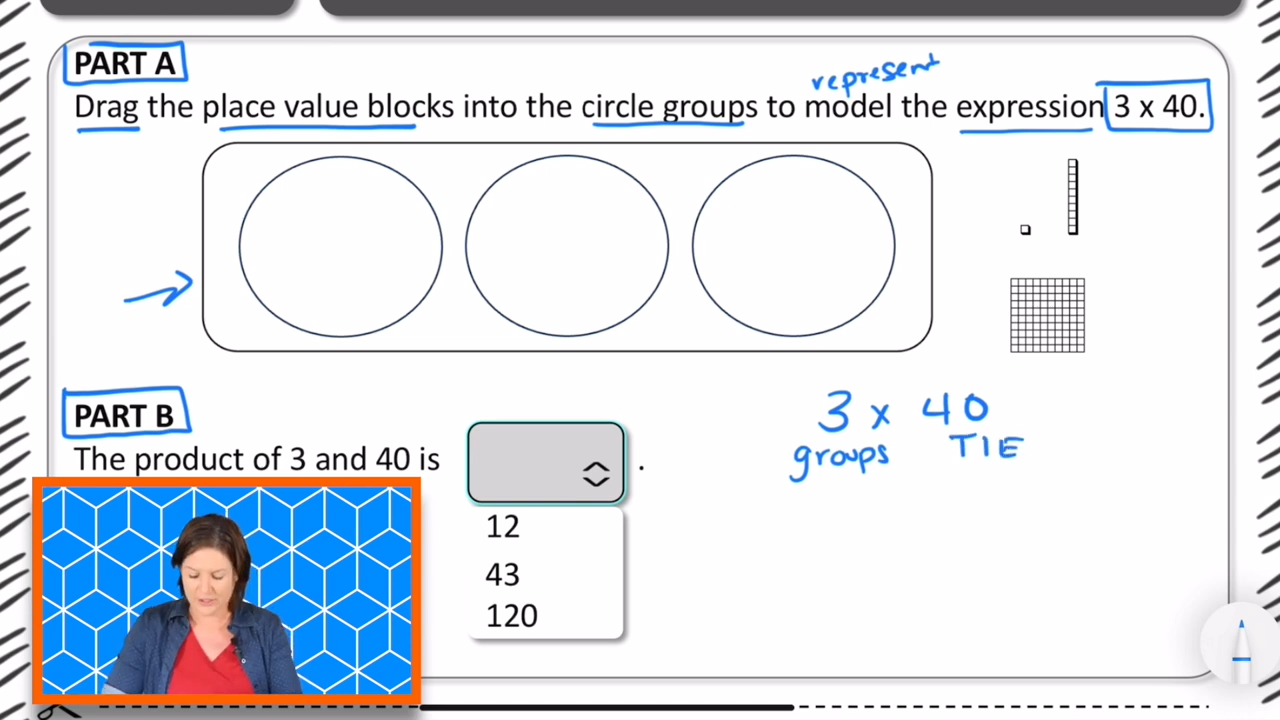 PART A
represent
Drag the place value blocks into the circle groups to model the expression 3 x 40.
PART B
3 x 40
groups TIE
The product of 3 and 40 is .
12
43
120